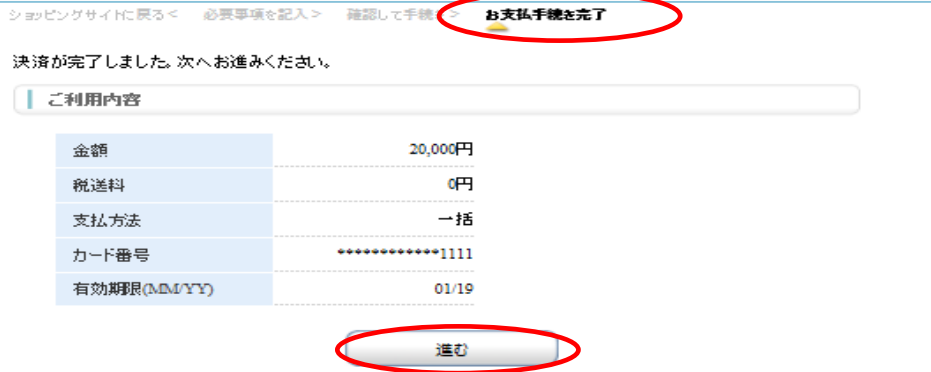 ショッピングサイトに戻る< 必要事項を記入> 確認して手続 > お支払手続き完了
決済が完了しました。次へお進みください。
ご利用内容
金額 20,000円
税送料 0円
支払方法 一括
カード番号 ************1111
有効期限(MM/YY) 01/19
進む